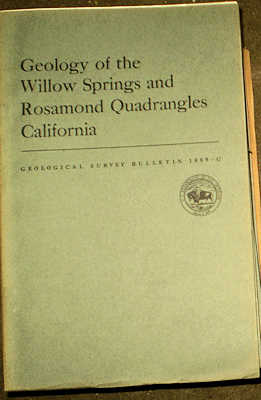 Geology of the
Willow Springs and
Rosamond Quadrangles
California
GEOLOGICAL SURVEY BULLETIN 1089-C